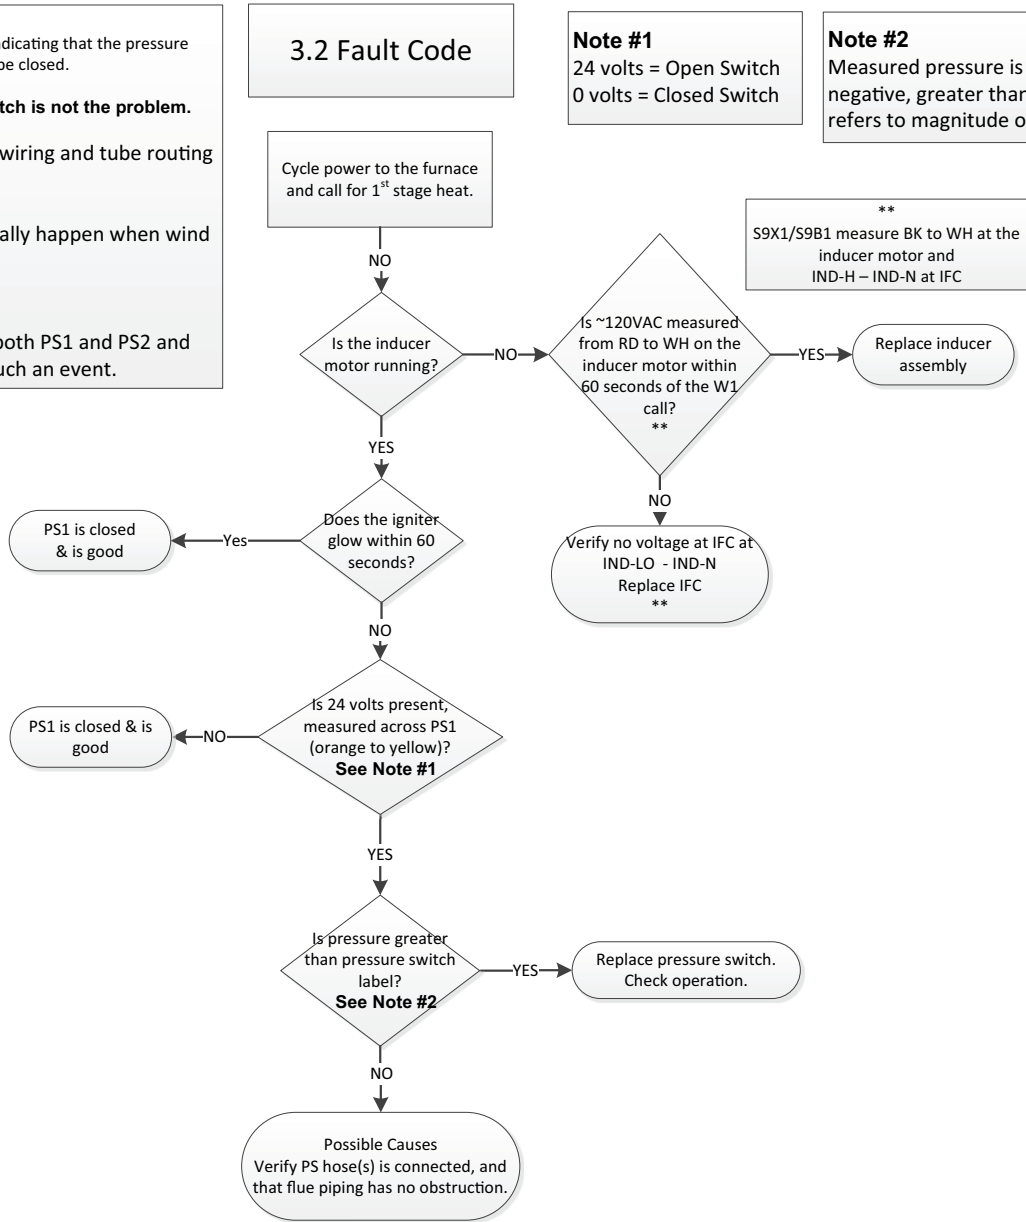 dicating that the pressure
be closed.
tch is not the problem.
wiring and tube routing
ally happen when wind
both PS1 and PS2 and
uch an event.
3.2 Fault Code
Note #1
24 volts = Open Switch
0 volts = Closed Switch
Note #2
Measured pressure is
negative, greater than
refers to magnitude o
Cycle power to the furnace
and call for 1st stage heat.
**
S9X1/S9B1 measure BK to WH at the
inducer motor and
IND-H – IND-N at IFC
NO
Is the inducer
motor running?
NO
Is ~120VAC measured
from RD to WH on the
inducer motor within
60 seconds of the W1
call?
**
YES
Replace inducer
assembly
YES
NO
Verify no voltage at IFC at
IND-LO - IND-N
Replace IFC
**
Does the igniter
glow within 60
seconds?
Yes
PS1 is closed
& is good
NO
Is 24 volts present,
measured across PS1
(orange to yellow)?
See Note #1
NO
PS1 is closed & is
good
YES
Is pressure greater
than pressure switch
label?
See Note #2
YES
Replace pressure switch.
Check operation.
NO
Possible Causes
Verify PS hose(s) is connected, and
that flue piping has no obstruction.